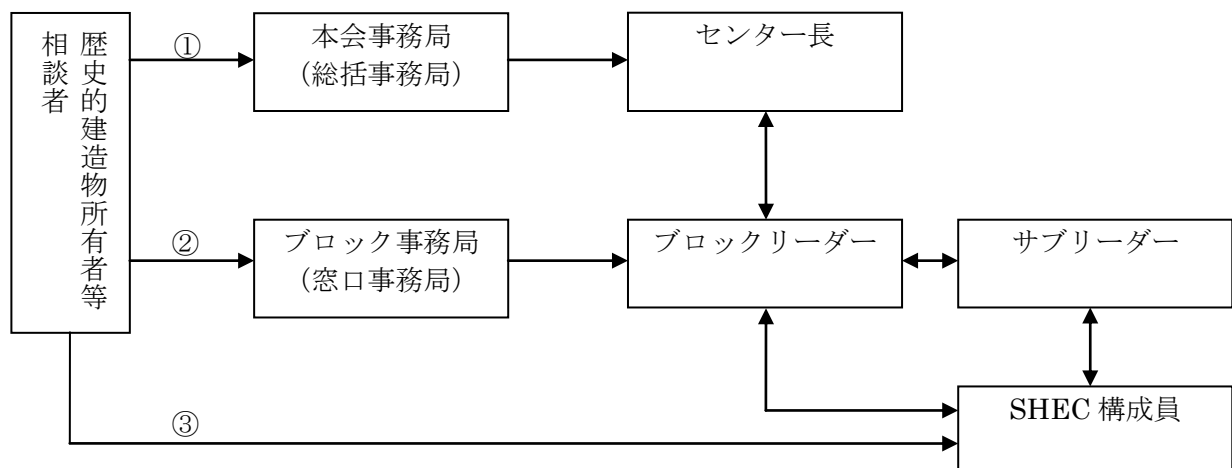 歴史的建造物所有者等
相談者
①
本会事務局
（総括事務局）
センター長
②
ブロック事務局
（窓口事務局）
ブロックリーダー
サブリーダー
③
SHEC 構成員